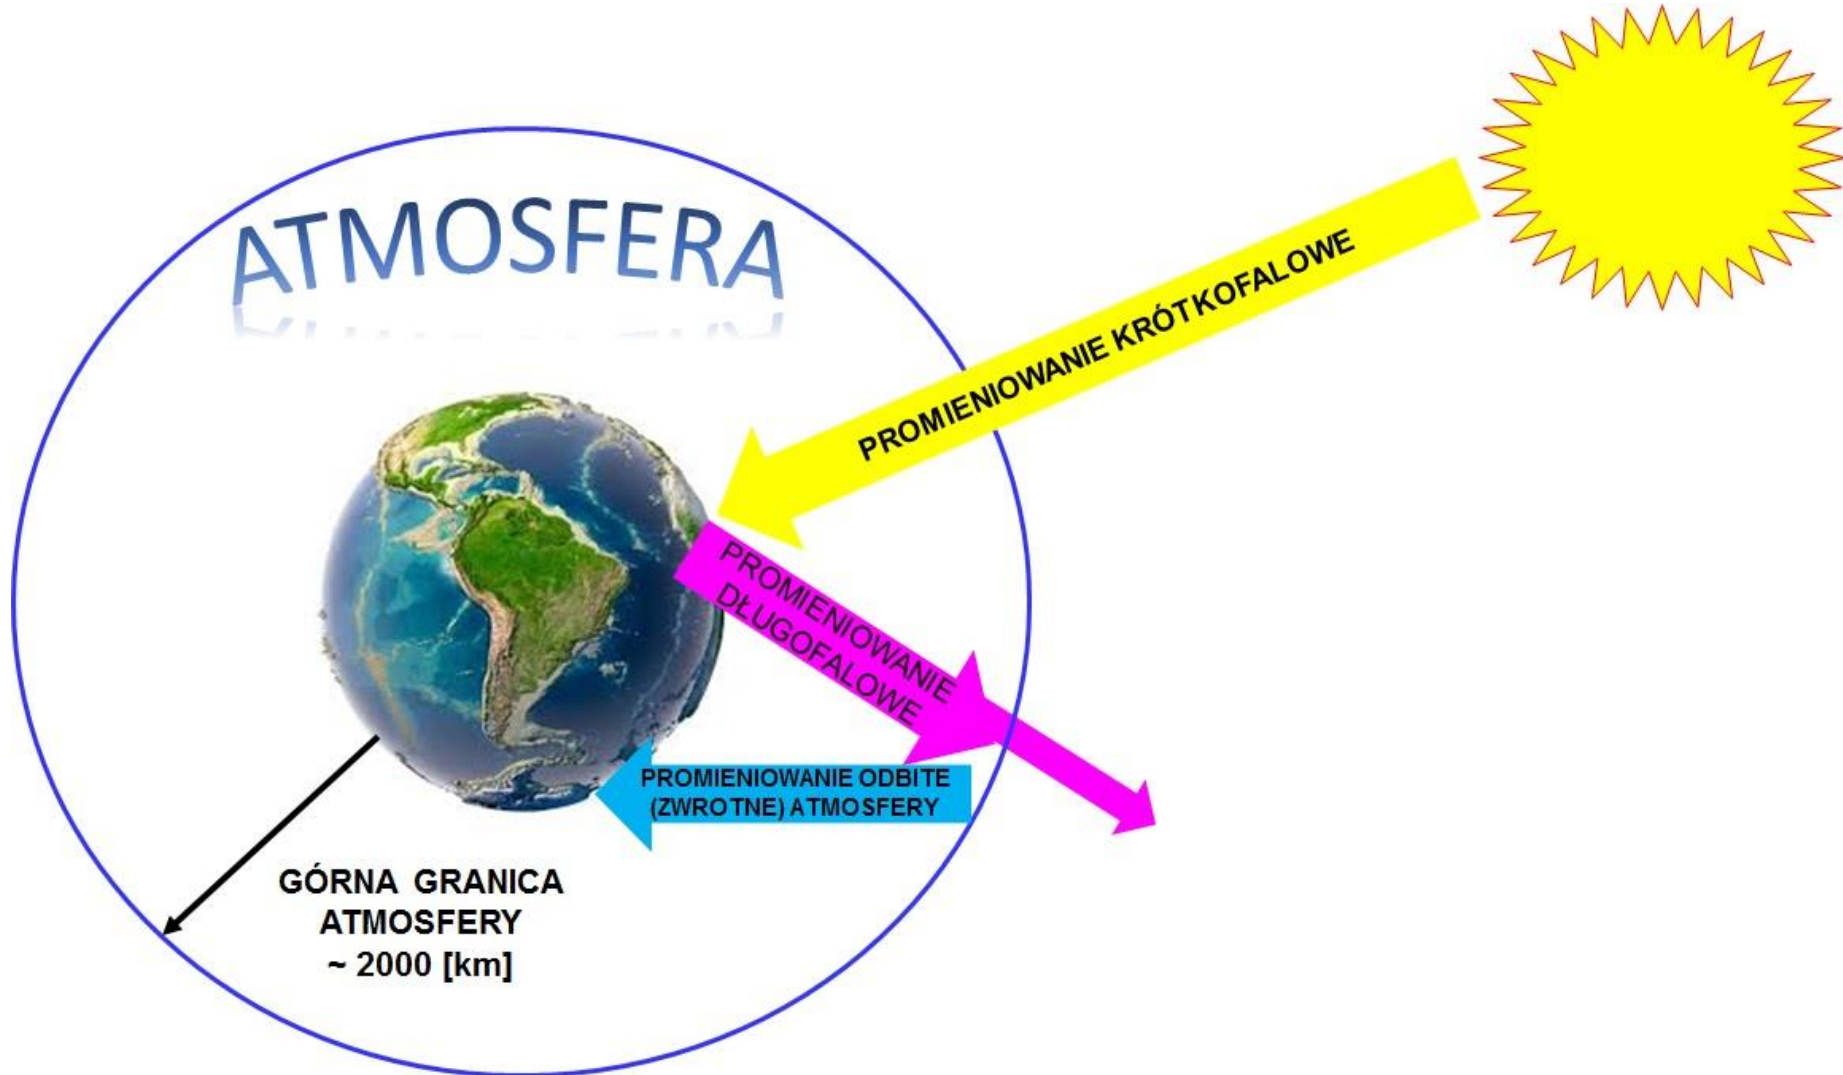 ATMOSFERA
PROMIENIOWANIE KRÓTKOFALOWE
PROMIENIOWANIE
DŁUGOFALOWE
PROMIENIOWANIE ODBITE
(ZWROTNE) ATMOSFERY
GÓRNA GRANICA
ATMOSFERY
~ 2000 [km]